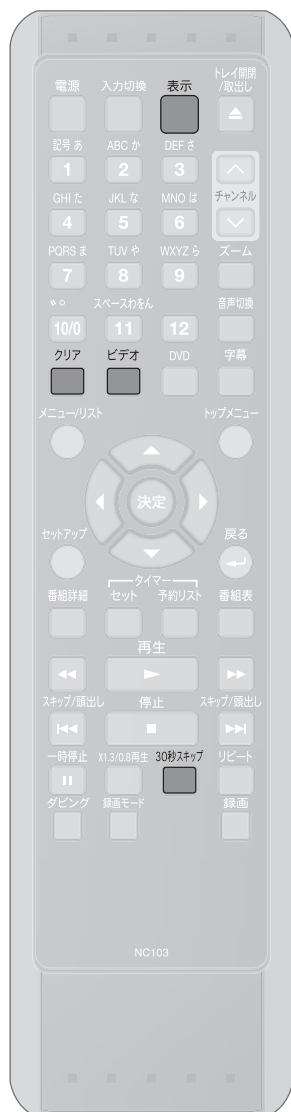 電源 入力切換 表示 トレイ開閉/取出し
記号 あ ABC か DEF さ
1 2 3
GHI た JKL な MNO は チャンネル
4 5 6
PQRS ま TUV や WXYZ ら ズーム
7 8 9
゛゜ スペースわをん 音声切換
10/0 11 12
クリア ビデオ DVD 字幕
メニュー/リスト トップメニュー
決定
セットアップ 戻る
タイマー
番組詳細 セット 予約リスト 番組表
再生
スキップ/頭出し 停止 スキップ/頭出し
一時停止 X1.3/0.8再生 30秒スキップ リピート
ダビング 録画モード 録画
NC103